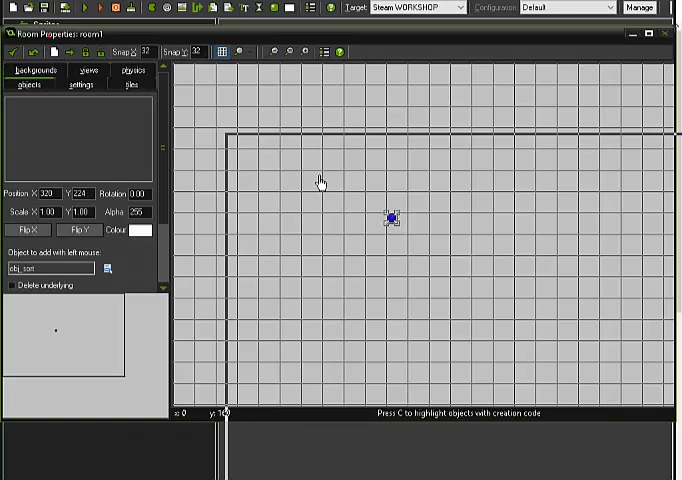 Target: Steam WORKSHOP Configuration: Default Manage
Room Properties: room1
Snap X 32 Snap Y 32
backgrounds views physics
objects settings tiles
Position X 320 Y 224 Rotation 0.00
Scale X 1.00 Y 1.00 Alpha 255
Flip X Flip Y Colour
Object to add with left mouse:
obj_sort
Delete underlying
x: 0 Press C to highlight objects with creation code